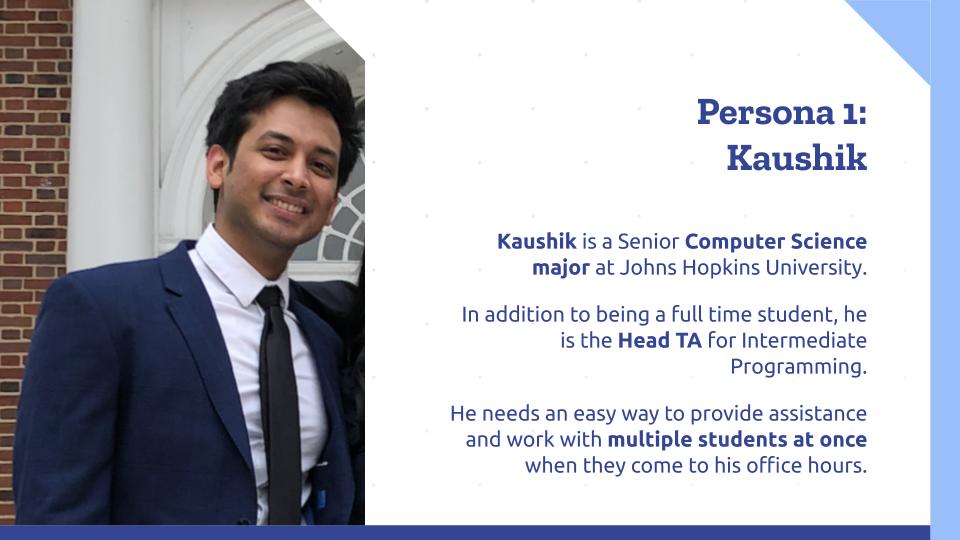 Persona 1:
Kaushik
Kaushik is a Senior Computer Science
major at Johns Hopkins University.
In addition to being a full time student, he
is the Head TA for Intermediate
Programming.
He needs an easy way to provide assistance
and work with multiple students at once
when they come to his office hours.